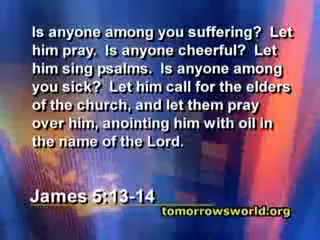 Is anyone among you suffering? Let
him pray. Is anyone cheerful? Let
him sing psalms. Is anyone among
you sick? Let him call for the elders
of the church, and let them pray
over him, anointing him with oil in
the name of the Lord.
James 5:13-14
tomorrowsworld.org